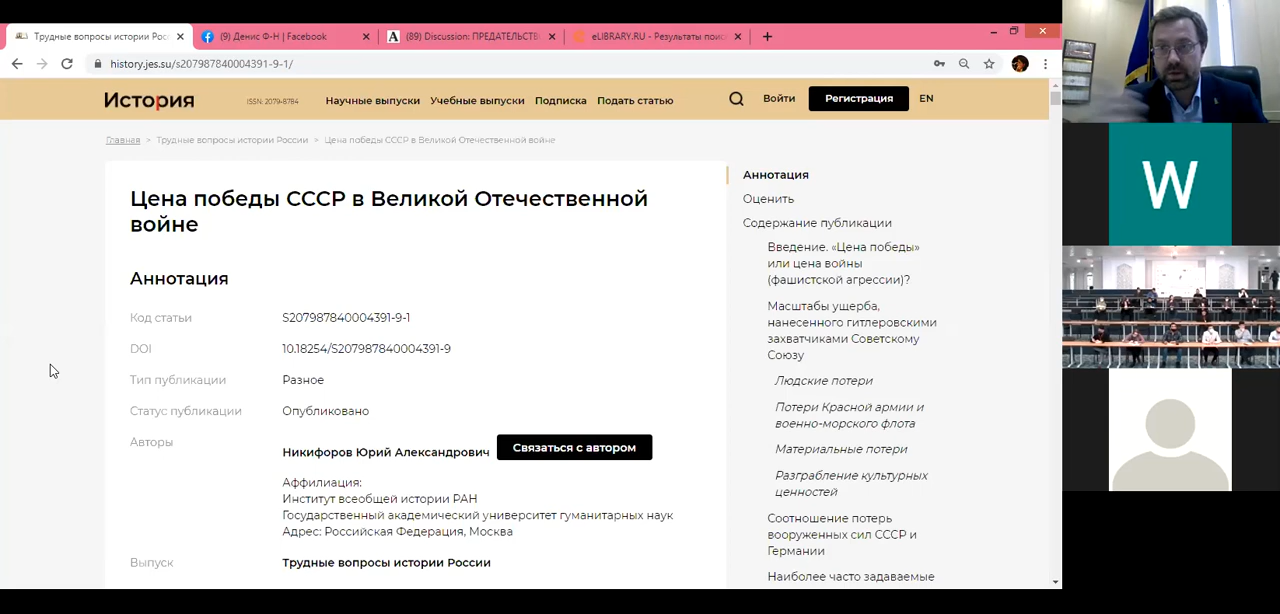 Трудные вопросы истории Рос
(9) Денис Ф-Н | Facebook
(89) Discussion: ПРЕДАТЕЛЬСТВ
eLIBRARY.RU - Результаты поис
history.jes.su/s207987840004391-9-1/
История
ISSN: 2079-8784
Научные выпуски Учебные выпуски Подписка Подать статью
Войти Регистрация EN
Главная > Трудные вопросы истории России > Цена победы СССР в Великой Отечественной войне
Цена победы СССР в Великой Отечественной
войне
Аннотация
Код статьи S207987840004391-9-1
DOI 10.18254/S207987840004391-9
Тип публикации Разное
Статус публикации Опубликовано
Авторы
Никифоров Юрий Александрович Связаться с автором
Аффилиация:
Институт всеобщей истории РАН
Государственный академический университет гуманитарных наук
Адрес: Российская Федерация, Москва
Выпуск Трудные вопросы истории России
Аннотация
Оценить
Содержание публикации
Введение. «Цена победы»
или цена войны
(фашистской агрессии)?
Масштабы ущерба,
нанесенного гитлеровскими
захватчиками Советскому
Союзу
Людские потери
Потери Красной армии и
военно-морского флота
Материальные потери
Разграбление культурных
ценностей
Соотношение потерь
вооруженных сил СССР и
Германии
Наиболее часто задаваемые
W